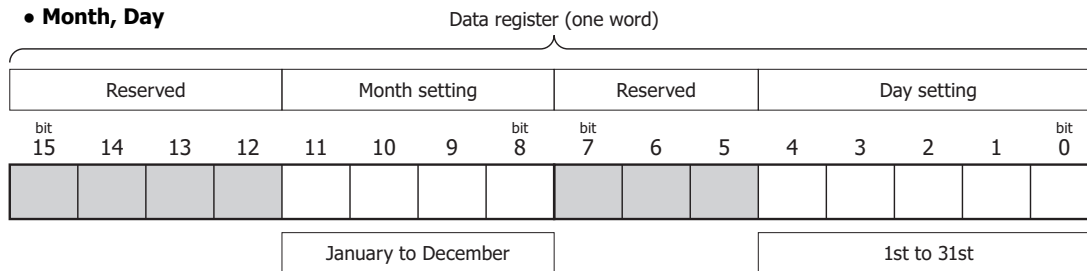 ● Month, Day
Data register (one word)
Reserved Month setting Reserved Day setting
bit bit bit bit
15 14 13 12 11 10 9 8 7 6 5 4 3 2 1 0
January to December 1st to 31st